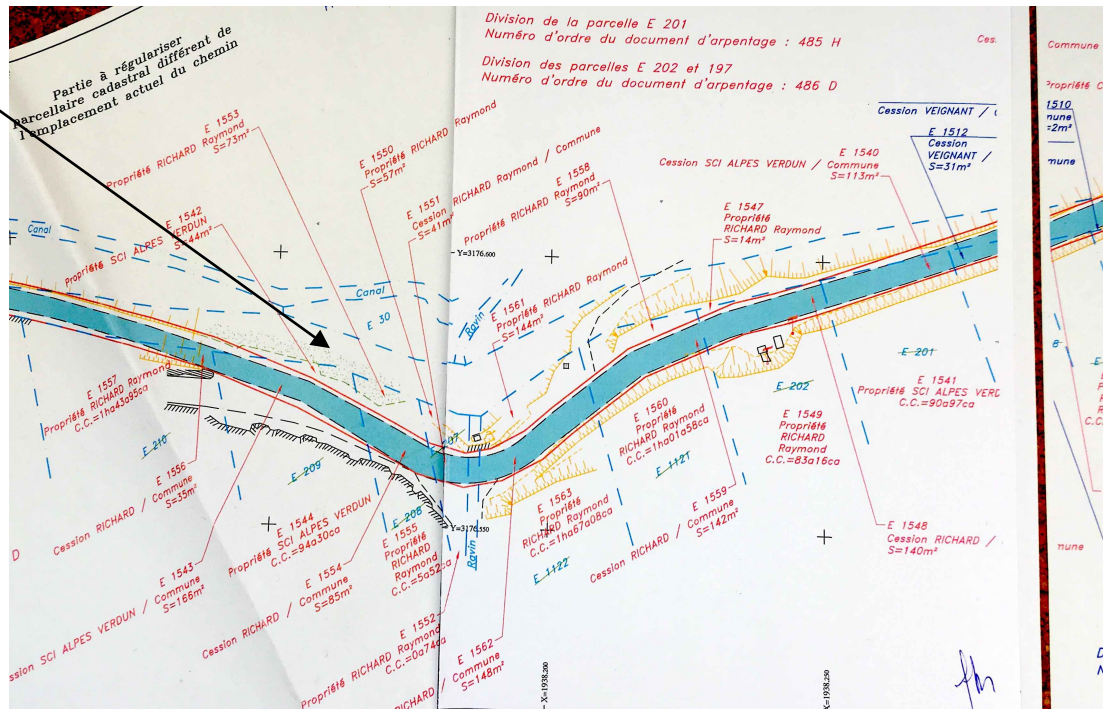 Division de la parcelle E 201
Numéro d'ordre du document d'arpentage : 485 H
Division des parcelles E 202 et 197
Numéro d'ordre du document d'arpentage : 486 D
Partie à régulariser
parcellaire cadastral différent de
l'emplacement actuel du chemin
E 1553
Propriété RICHARD Raymond
S=73m²
E 1550
Propriété RICHARD Raymond
S=57m²
E 1551
Cession RICHARD Raymond / Commune
S=41m²
E 1542
Propriété SCI ALPES VERDUN
S=44m²
E 1558
Propriété RICHARD Raymond
S=90m²
E 1561
Propriété RICHARD Raymond
S=144m²
E 1547
Propriété
RICHARD Raymond
S=14m²
E 1540
Cession SCI ALPES VERDUN / Commune
S=113m²
Cession VEIGNANT /
E 1512
Cession
VEIGNANT /
S=31m²
Ces.
Commune
1510
=2m²
Canal
Canal
E 30
Ravin
Y=3176.600
E 1557
Propriété RICHARD Raymond
C.C.=1ha43a95ca
E 210
E 209
E 208
E 1556
Cession RICHARD / Commune
S=35m²
E 1543
SCI ALPES VERDUN / Commune
S=166m²
E 1544
Propriété SCI ALPES VERDUN
C.C.=94a30ca
E 1554
Cession RICHARD / Commune
S=85m²
E 1555
Propriété
RICHARD
Raymond
C.C.=5a52ca
E 1552
Propriété RICHARD Raymond
C.C.=0a74ca
E 1562
RICHARD / Commune
S=148m²
Y=3176.550
Ravin
E 1563
Propriété
RICHARD Raymond
C.C.=1ha67a08ca
E 1122
E 1560
Propriété
RICHARD Raymond
C.C.=1ha01a58ca
E 1121
E 1559
Cession RICHARD / Commune
S=142m²
E 202
E 1549
Propriété
RICHARD
Raymond
C.C.=83a16ca
E 201
E 1541
Propriété SCI ALPES VERD
C.C.=90a97ca
E 1548
Cession RICHARD /
S=140m²
X=1938.200
X=1938.250